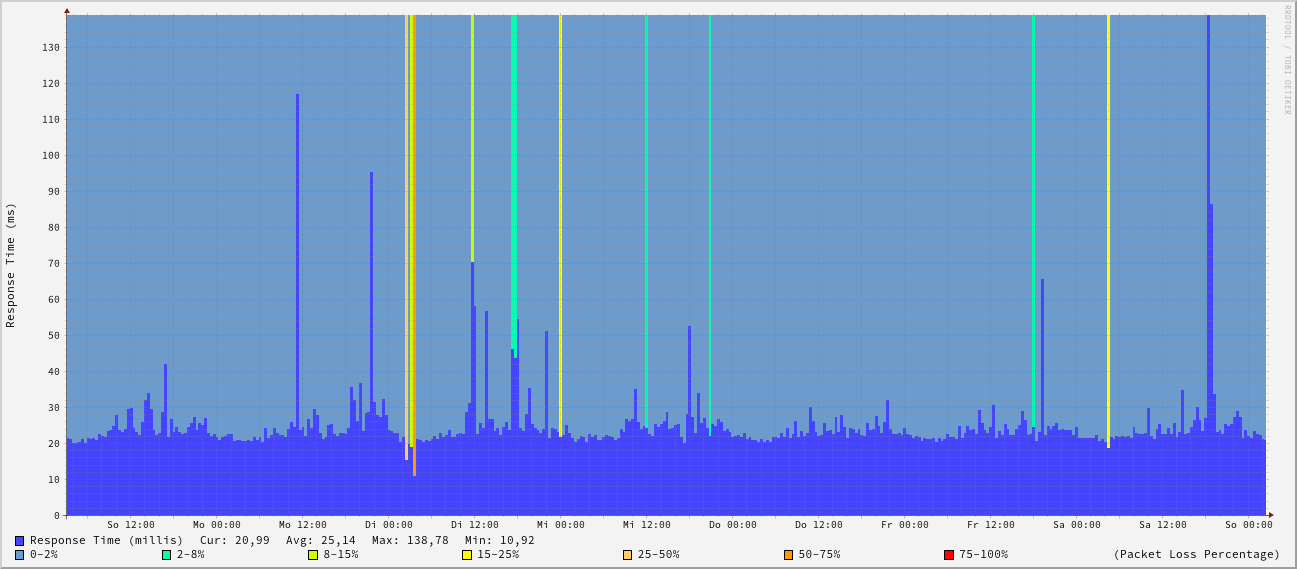 RRDTOOL / TOBI OETIKER
Response Time (ms)
130
120
110
100
90
80
70
60
50
40
30
20
10
0
So 12:00 Mo 00:00 Mo 12:00 Di 00:00 Di 12:00 Mi 00:00 Mi 12:00 Do 00:00 Do 12:00 Fr 00:00 Fr 12:00 Sa 00:00 Sa 12:00 So 00:00
Response Time (millis) Cur: 20,99 Avg: 25,14 Max: 138,78 Min: 10,92
0-2% 2-8% 8-15% 15-25% 25-50% 50-75% 75-100% (Packet Loss Percentage)